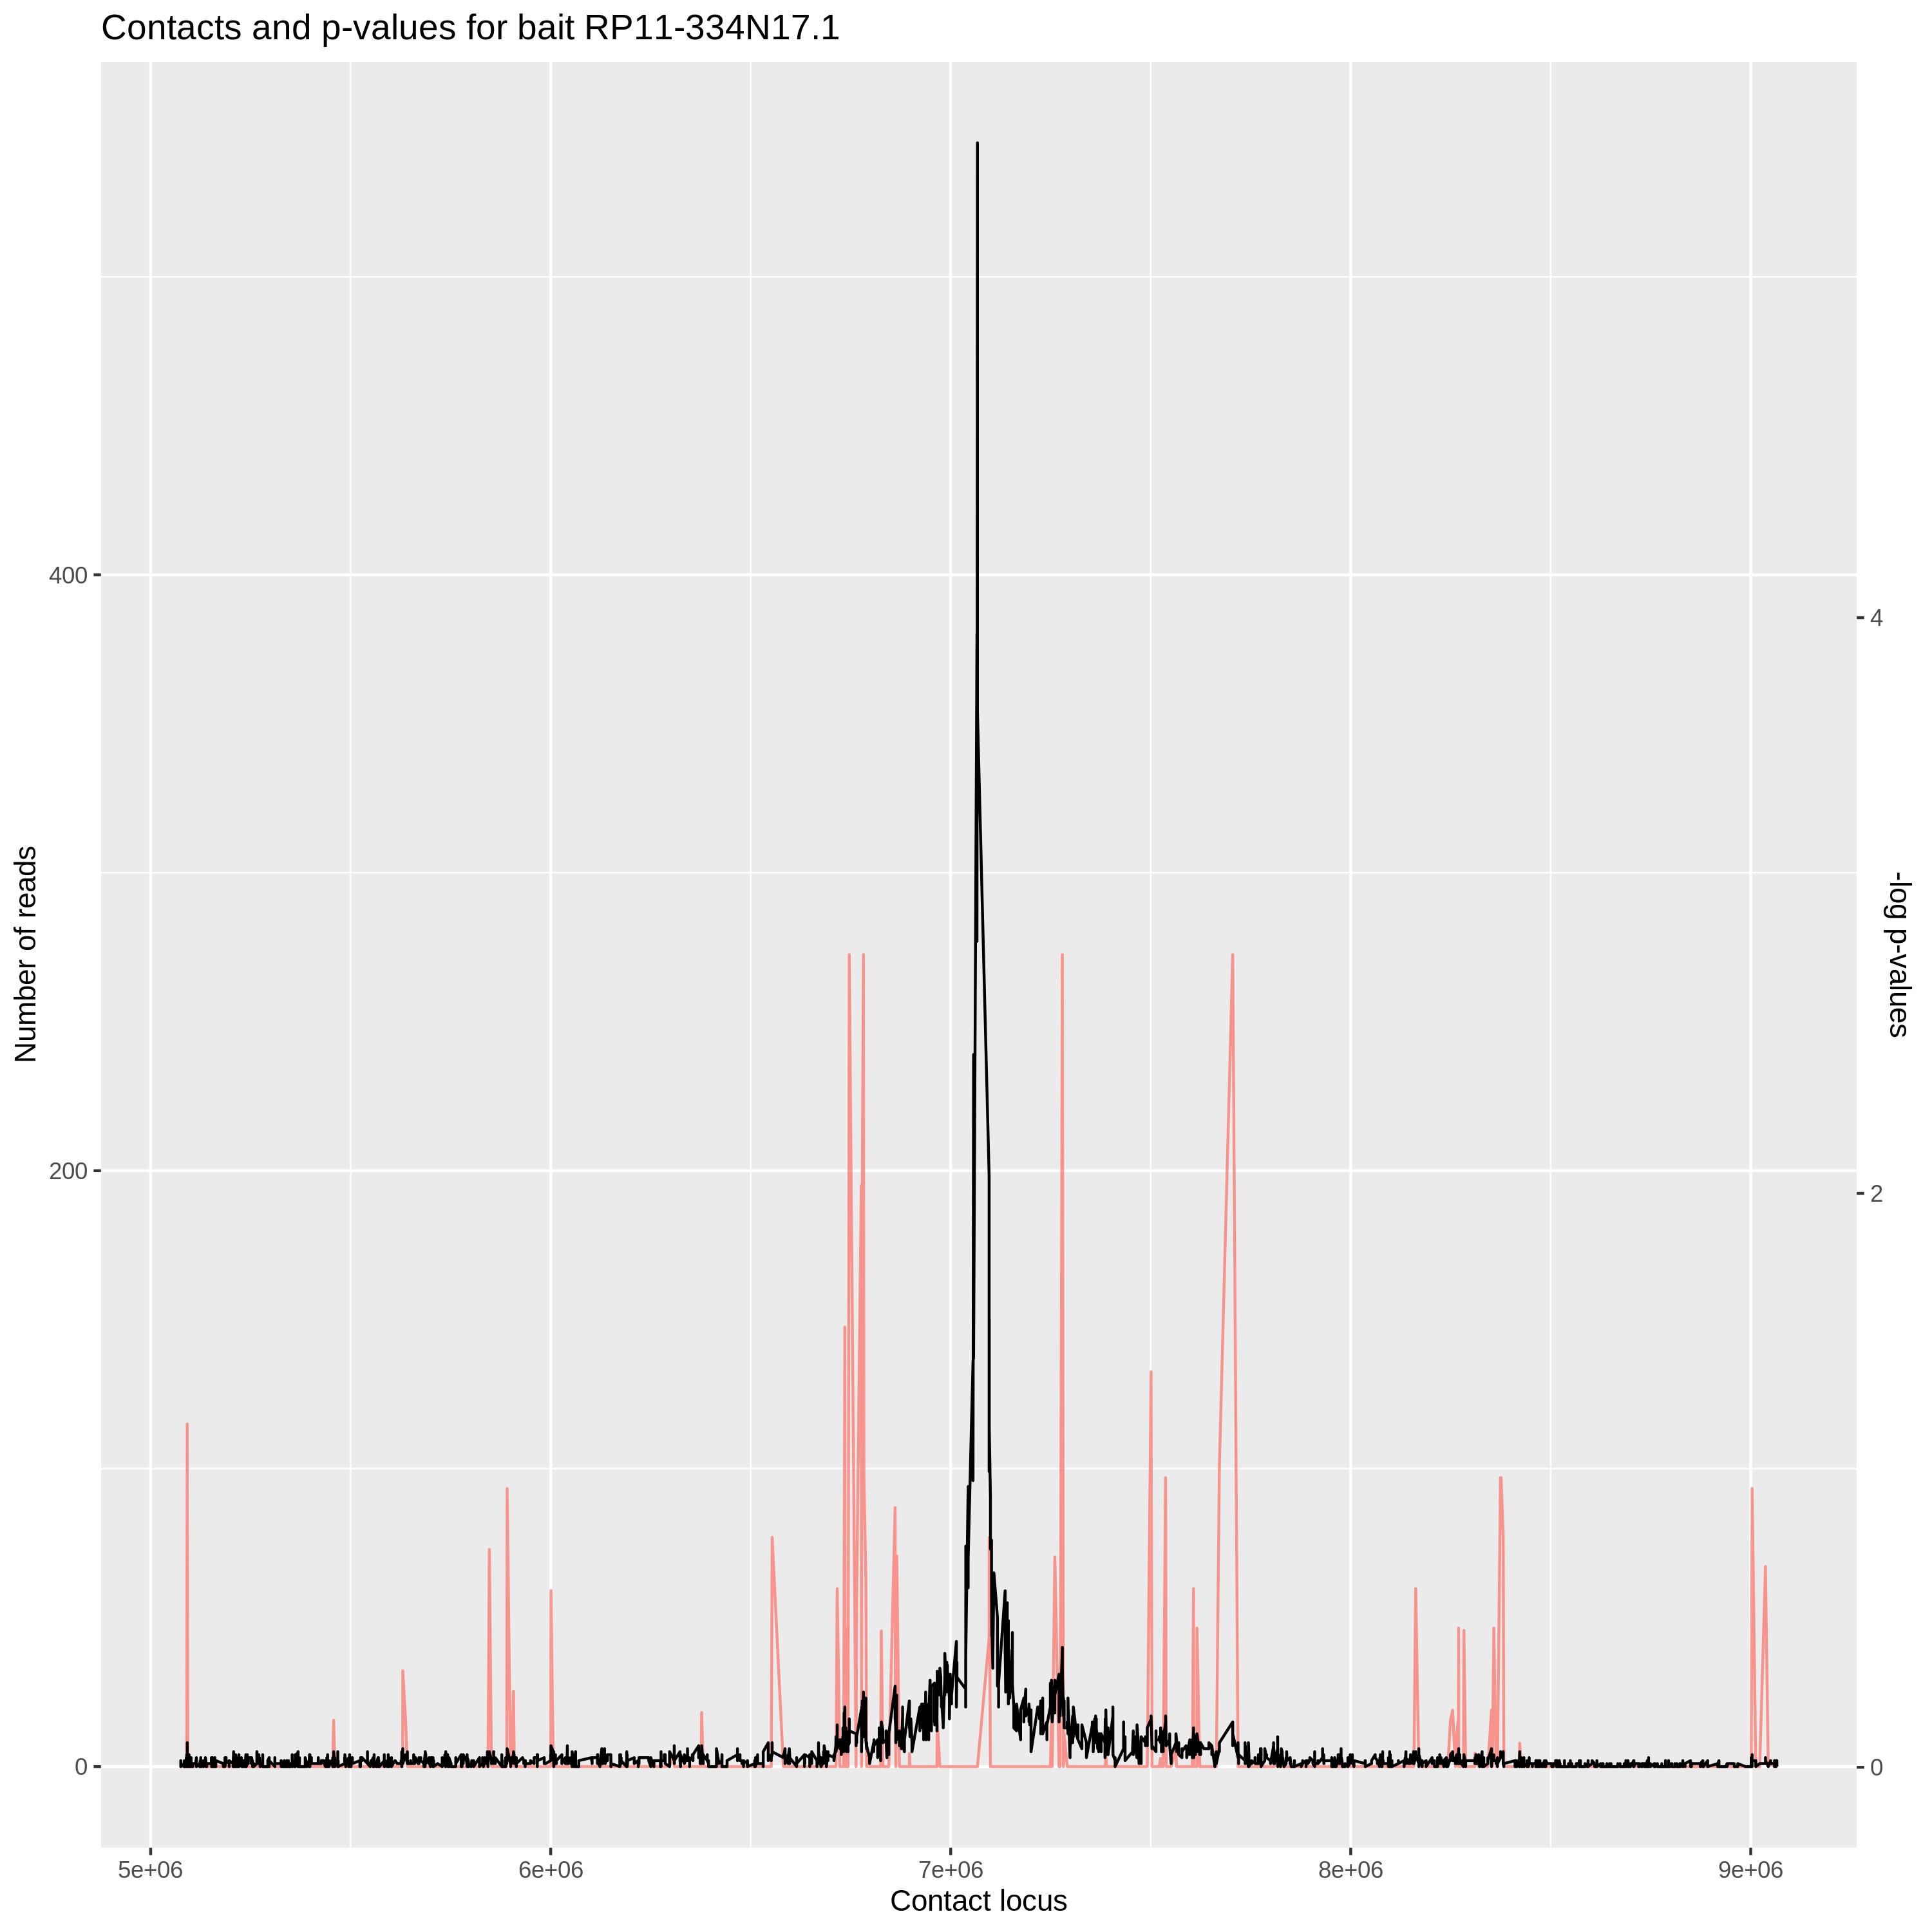 Contacts and p-values for bait RP11-334N17.1
400
200
0
Number of reads
4
2
0
-log p-values
5e+06
6e+06
7e+06
8e+06
9e+06
Contact locus